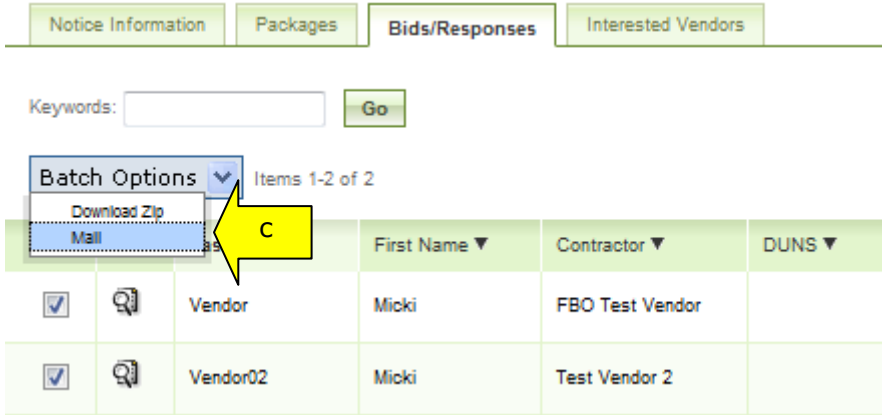 Notice Information Packages Bids/Responses Interested Vendors
Keywords: Go
Batch Options Items 1-2 of 2
Download Zip
Mail
C
First Name ▼ Contractor ▼ DUNS ▼
Vendor Micki FBO Test Vendor
Vendor02 Micki Test Vendor 2